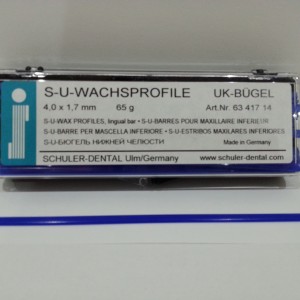 S-U-WACHSPROFILE UK-BÜGEL
4,0 x 1,7 mm 65 g Art.Nr. 63 417 14
S-U-WAX PROFILES, lingual bar • S-U-BARRES POUR MAXILLAIRE INFERIEUR
S-U-BARRE PER MASCELLA INFERIORE • S-U-ESTRIBOS MAXILARES INFERIORES
S-U-БЮГЕЛЬ НИЖНЕЙ ЧЕЛЮСТИ Made in Germany
SCHULER-DENTAL Ulm/Germany www.schuler-dental.com